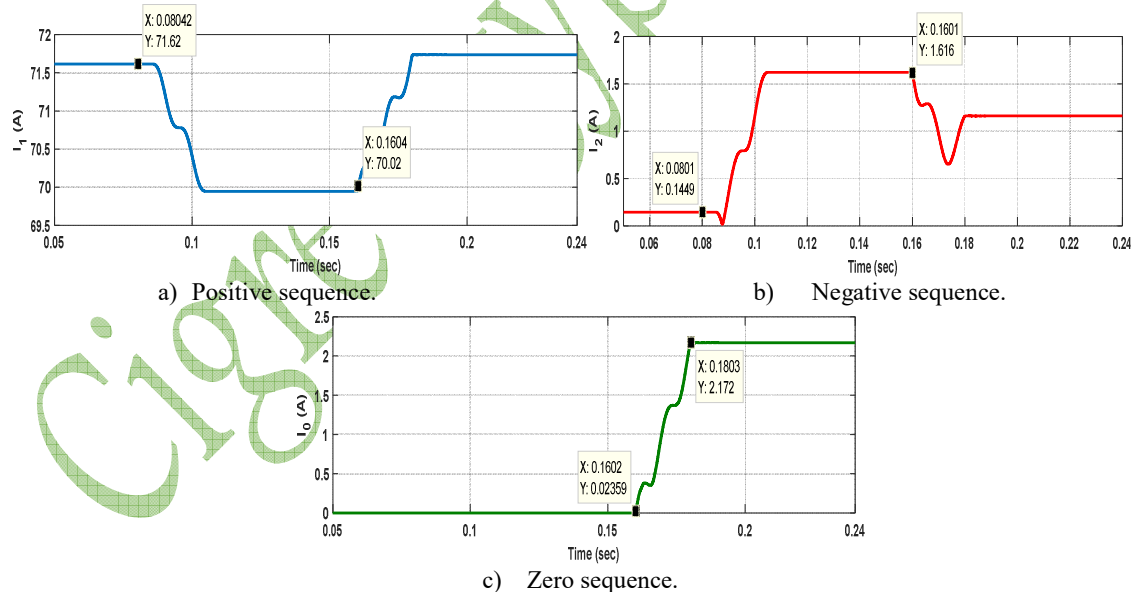 X: 0.08042
Y: 71.62
X: 0.1604
Y: 70.02
72
71.5
71
70.5
70
69.5
I1 (A)
0.05 0.1 0.15 0.2 0.24
Time (sec)
a) Positive sequence.
X: 0.1601
Y: 1.616
X: 0.0801
Y: 0.1449
2
1.5
1
0.5
0
I2 (A)
0.06 0.08 0.1 0.12 0.14 0.16 0.18 0.2 0.22 0.24
Time (sec)
b) Negative sequence.
X: 0.1803
Y: 2.172
X: 0.1602
Y: 0.02359
2.5
2
1.5
1
0.5
0
I0 (A)
0.05 0.1 0.15 0.2 0.24
Time (sec)
c) Zero sequence.
Cigre